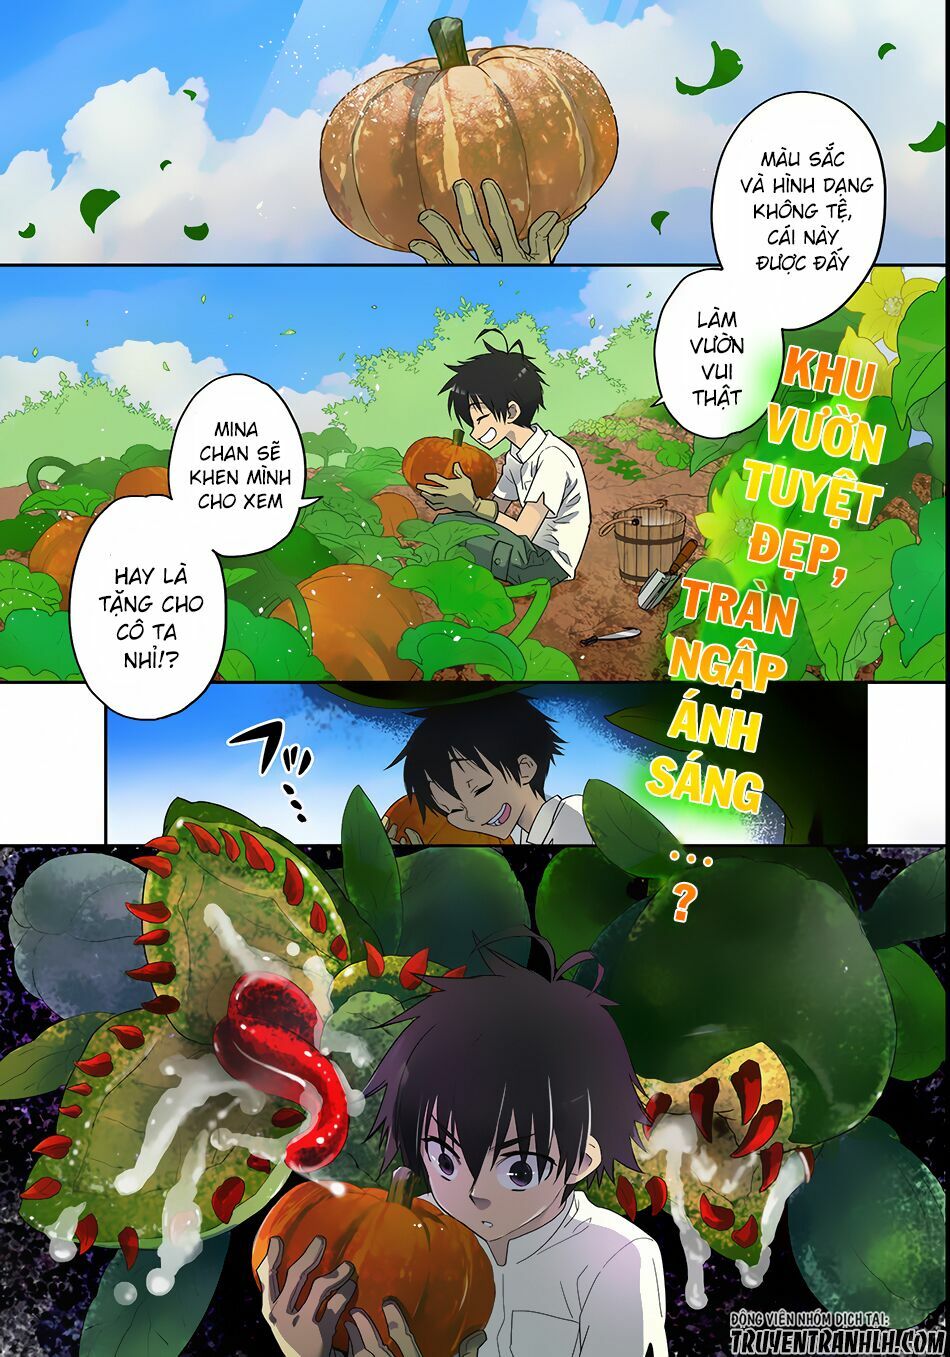 MÀU SẮC
VÀ HÌNH DẠNG
KHÔNG TỆ,
CÁI NÀY
ĐƯỢC ĐẤY
LÀM
VƯỜN
VUI
THẬT
KHU
VƯỜN
TUYỆT
ĐẸP,
TRÀN
NGẬP
ÁNH
SÁNG
...
?
MINA
CHAN SẼ
KHEN MÌNH
CHO XEM
HAY LÀ
TẶNG CHO
CÔ TA
NHỈ!?
フッ
ĐỘNG VIÊN NHÓM DỊCH TẠI:
TRUYENTRANHLH.COM